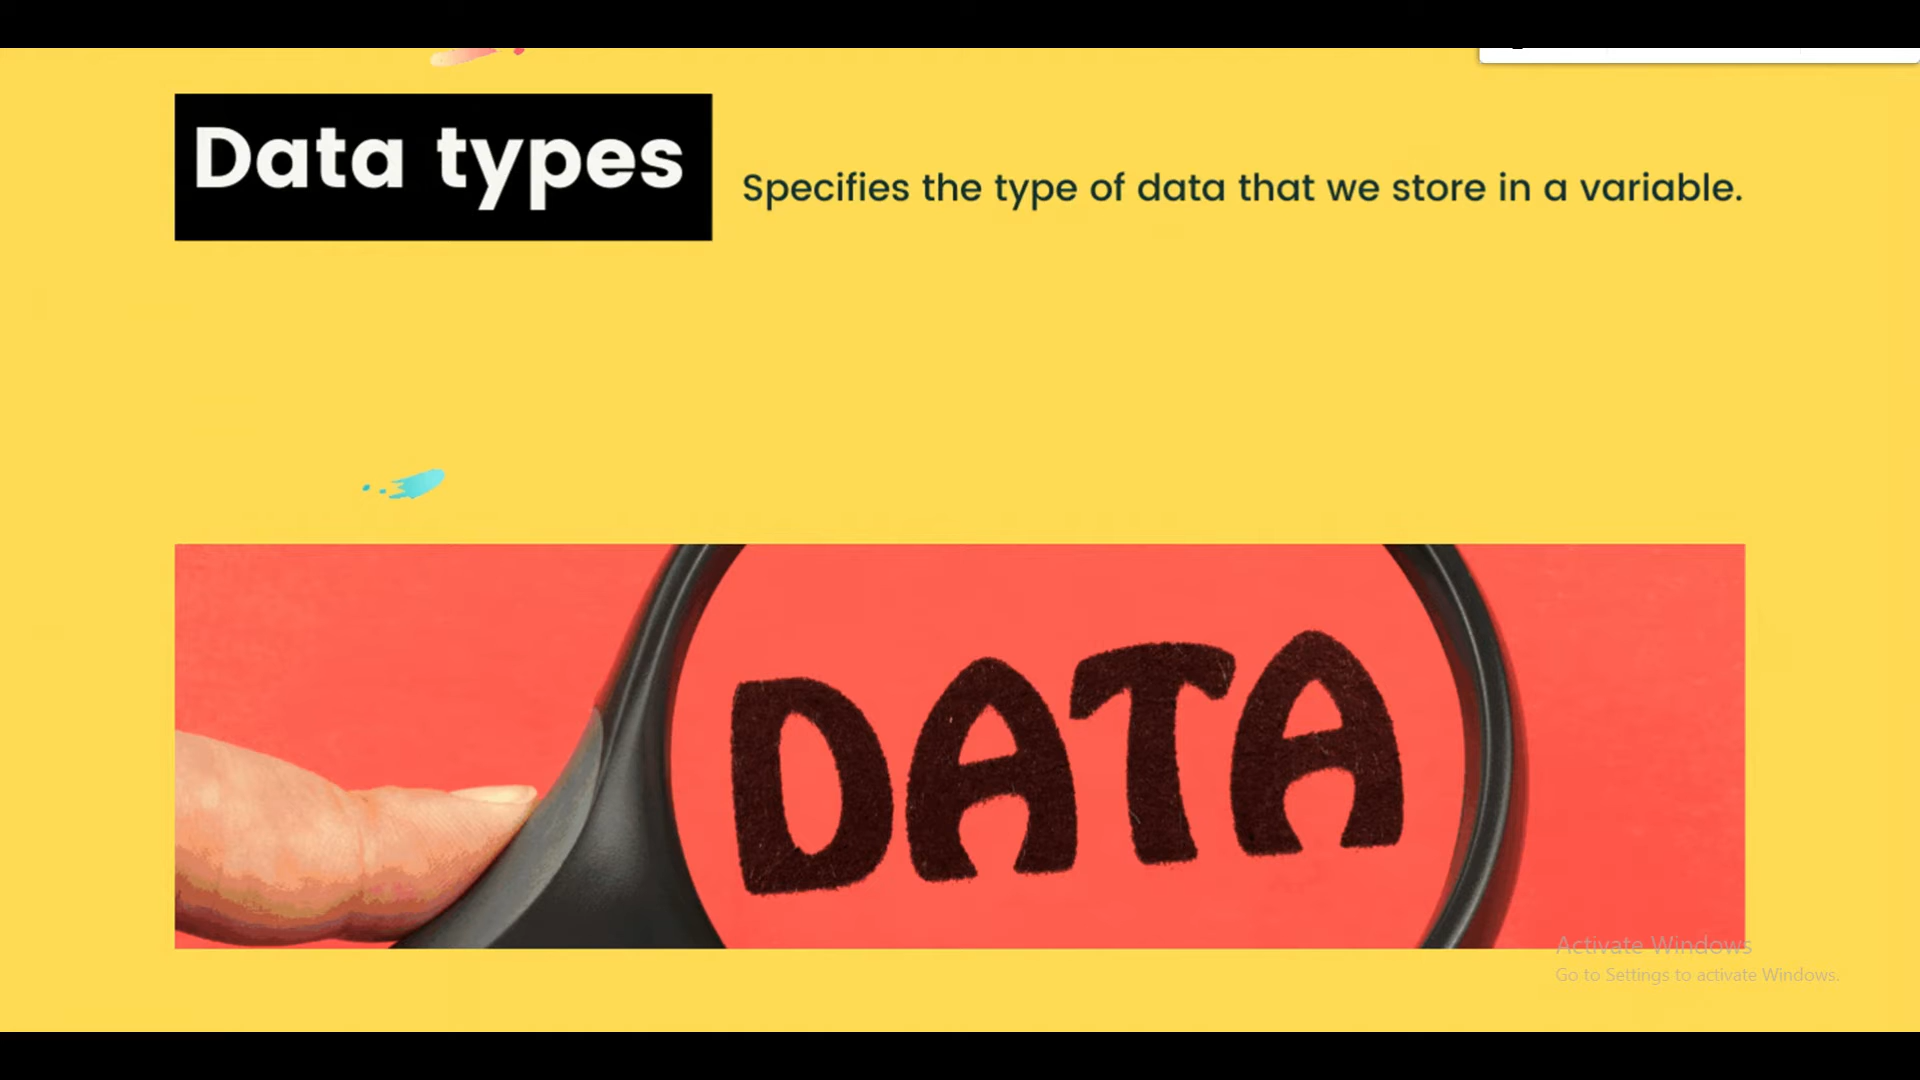 Data types
Specifies the type of data that we store in a variable.
DATA
Activate Windows
Go to Settings to activate Windows.